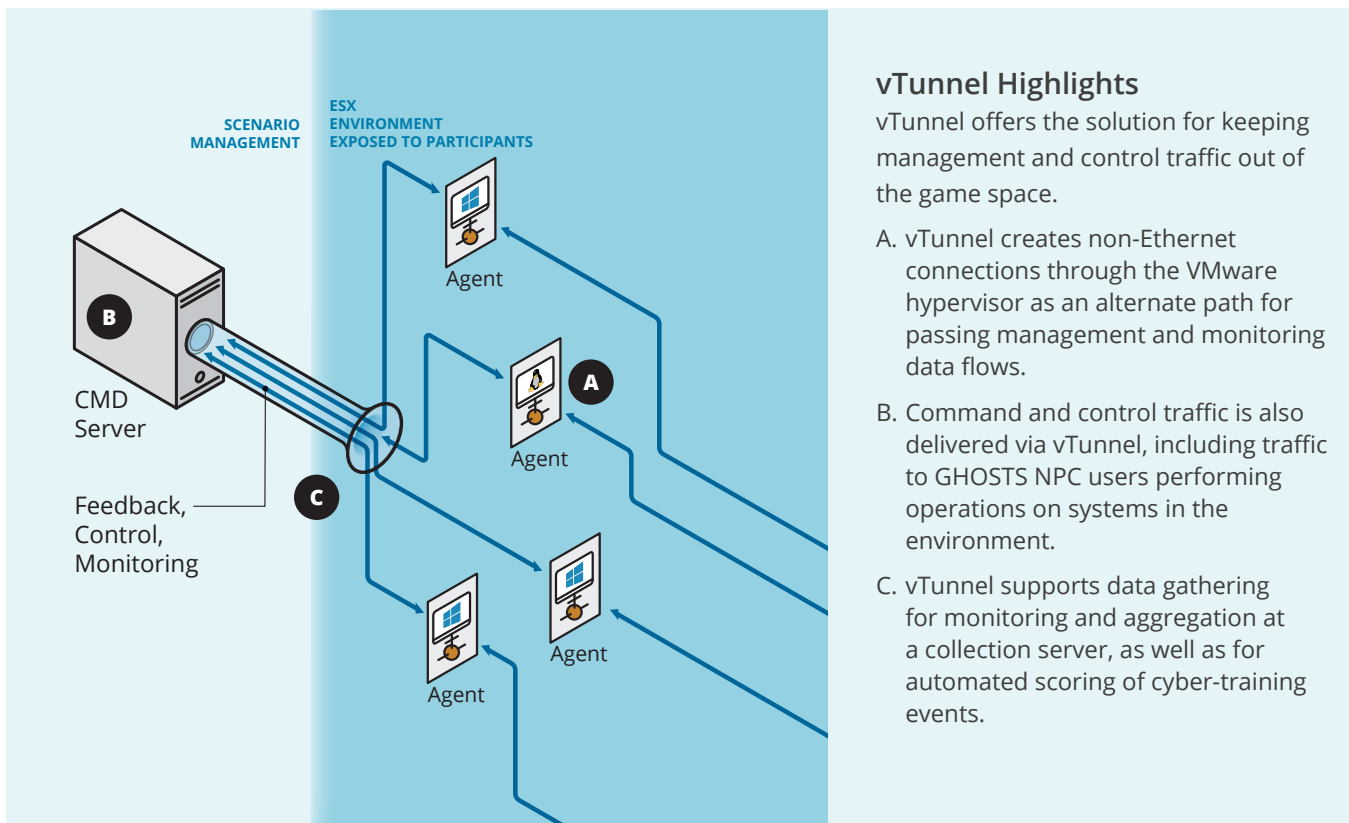 SCENARIO
MANAGEMENT
ESX
ENVIRONMENT
EXPOSED TO PARTICIPANTS
Agent
A
Agent
Agent
Agent
B
CMD
Server
C
Feedback,
Control,
Monitoring
vTunnel Highlights
vTunnel offers the solution for keeping
management and control traffic out of
the game space.
A. vTunnel creates non-Ethernet
connections through the VMware
hypervisor as an alternate path for
passing management and monitoring
data flows.
B. Command and control traffic is also
delivered via vTunnel, including traffic
to GHOSTS NPC users performing
operations on systems in the
environment.
C. vTunnel supports data gathering
for monitoring and aggregation at
a collection server, as well as for
automated scoring of cyber-training
events.